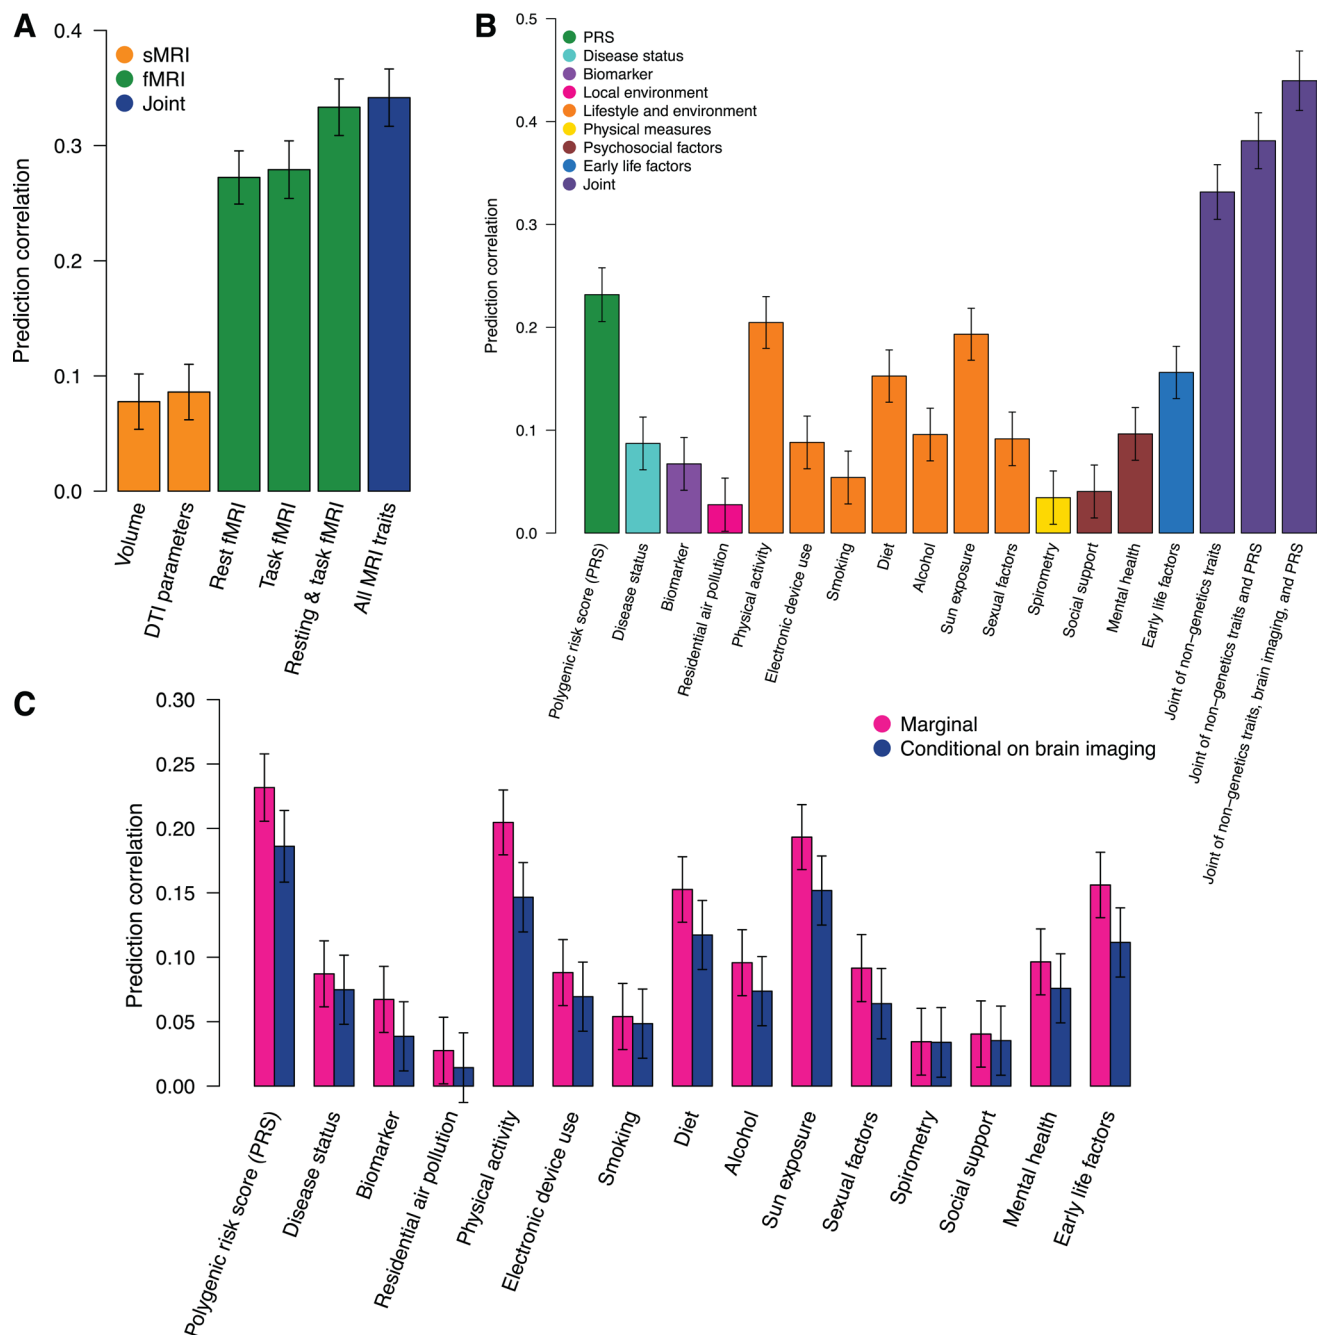 A
0.4
0.3
0.2
0.1
0.0
Prediction correlation
sMRI
fMRI
Joint
Volume
DTI parameters
Rest fMRI
Task fMRI
Resting & task fMRI
All MRI traits
B
0.5
0.4
0.3
0.2
0.1
0.0
Prediction correlation
PRS
Disease status
Biomarker
Local environment
Lifestyle and environment
Physical measures
Psychosocial factors
Early life factors
Joint
Polygenic risk score (PRS)
Disease status
Biomarker
Residential air pollution
Physical activity
Electronic device use
Smoking
Diet
Alcohol
Sun exposure
Sexual factors
Spirometry
Social support
Mental health
Early life factors
Joint of non−genetics traits
Joint of non−genetics traits and PRS
Joint of non−genetics traits, brain imaging, and PRS
C
0.30
0.25
0.20
0.15
0.10
0.05
0.00
Prediction correlation
Marginal
Conditional on brain imaging
Polygenic risk score (PRS)
Disease status
Biomarker
Residential air pollution
Physical activity
Electronic device use
Smoking
Diet
Alcohol
Sun exposure
Sexual factors
Spirometry
Social support
Mental health
Early life factors